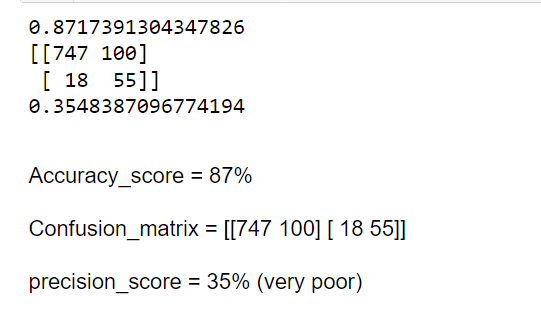 0.8717391304347826
[[747 100]
 [ 18  55]]
0.3548387096774194
Accuracy_score = 87%
Confusion_matrix = [[747 100] [ 18 55]]
precision_score = 35% (very poor)